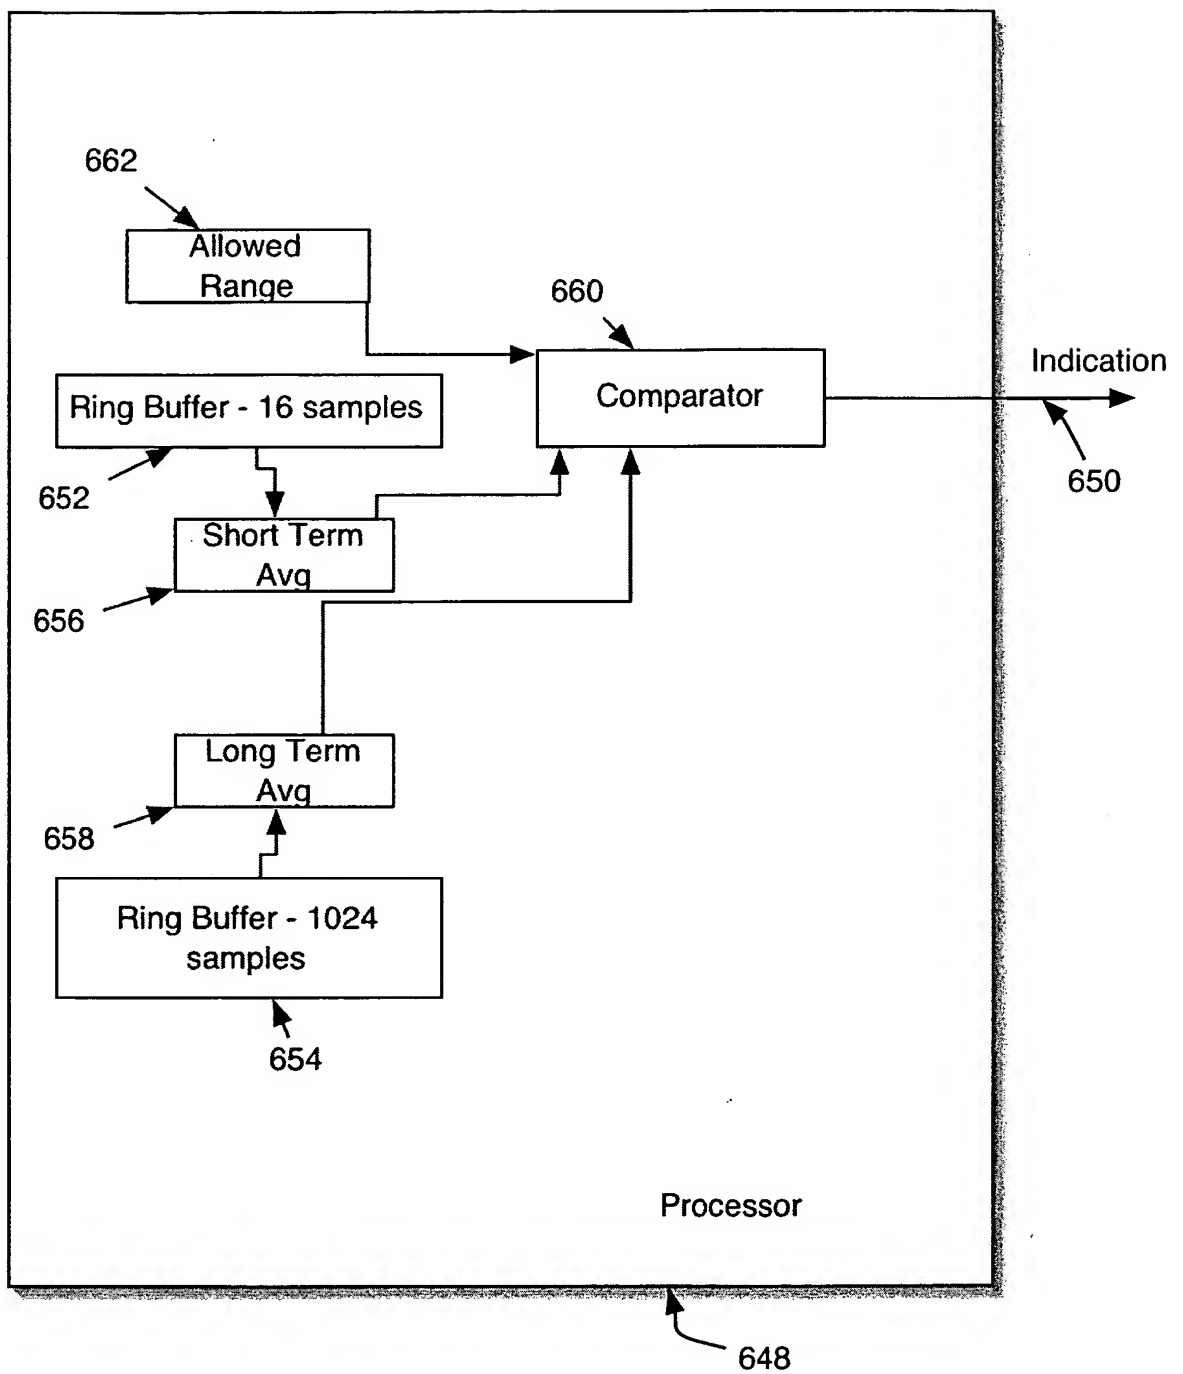 662
Allowed
Range
660
Indication
Comparator
Ring Buffer - 16 samples
650
652
Short Term
Avg
656
Long Term
Avg
658
Ring Buffer - 1024
samples
654
Processor
648